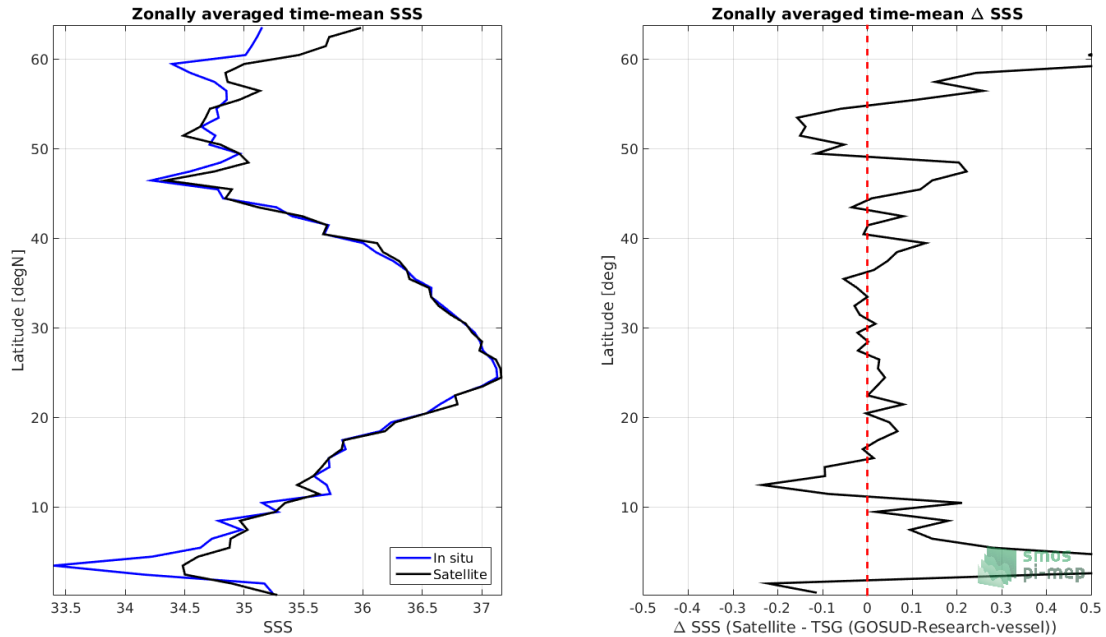 Zonally averaged time-mean SSS
60
50
40
30
20
10
Latitude [degN]
33.5 34 34.5 35 35.5 36 36.5 37
SSS
In situ
Satellite
Zonally averaged time-mean Δ SSS
60
50
40
30
20
10
Latitude [deg]
-0.5 -0.4 -0.3 -0.2 -0.1 0 0.1 0.2 0.3 0.4 0.5
Δ SSS (Satellite - TSG (GOSUD-Research-vessel))
smos
pi-mep